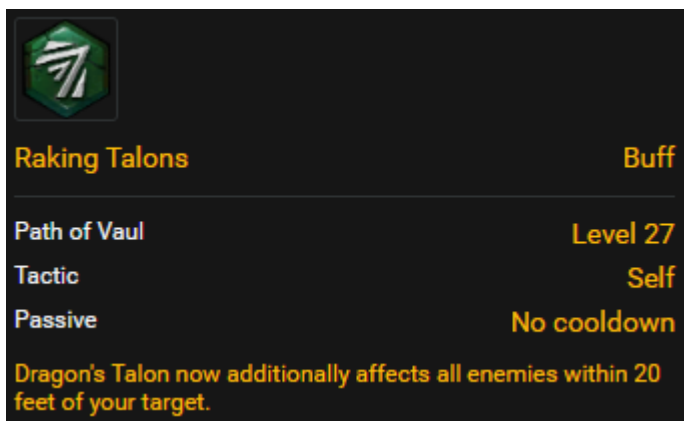 Raking Talons Buff
Path of Vaul Level 27
Tactic Self
Passive No cooldown
Dragon's Talon now additionally affects all enemies within 20
feet of your target.